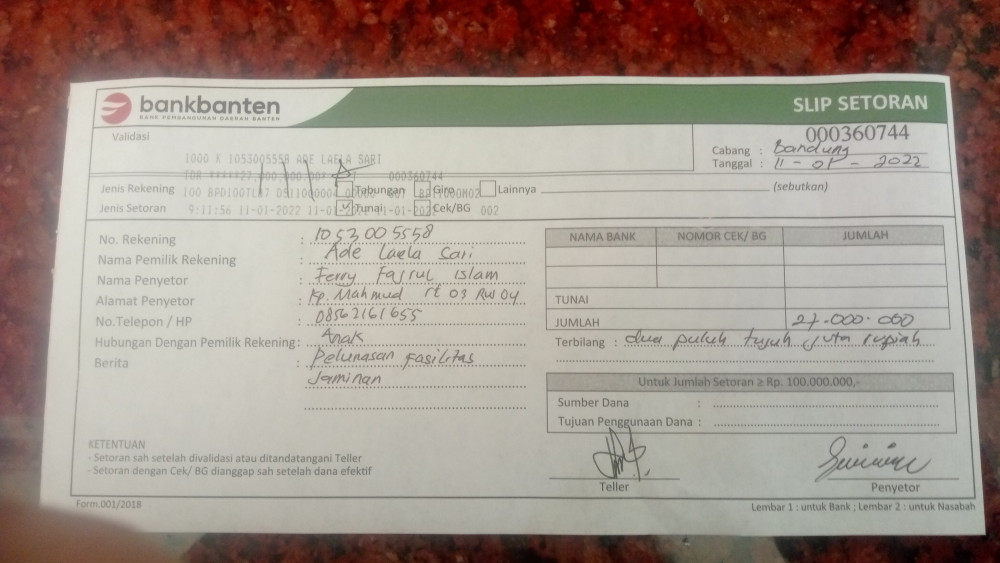 bankbanten
BANK PEMBANGUNAN DAERAH BANTEN
SLIP SETORAN
Validasi
000360744
Cabang : Bandung
Tanggal : 11-01-2022
1000 K 1053005558 ADE LAELA SARI
000360744
Jenis Rekening Tabungan Giro Lainnya (sebutkan)
Jenis Setoran Tunai Cek/BG
9:11:56 11-01-2022 002
No. Rekening : 1053005558
Nama Pemilik Rekening : Ade Laela Sari
Nama Penyetor : Ferry Fajrul islam
Alamat Penyetor : Kp. Mahmud rt 03 Rw 04
No.Telepon / HP : 08562161655
Hubungan Dengan Pemilik Rekening: Anak
Berita : Pelunasan Fasilitas
Jaminan
NAMA BANK NOMOR CEK/ BG JUMLAH
TUNAI
JUMLAH 27.000.000
Terbilang : dua puluh tujuh juta rupiah
Untuk Jumlah Setoran ≥ Rp. 100.000.000,-
Sumber Dana :
Tujuan Penggunaan Dana :
KETENTUAN
- Setoran sah setelah divalidasi atau ditandatangani Teller
- Setoran dengan Cek/ BG dianggap sah setelah dana efektif
Teller
Penyetor
Form.001/2018
Lembar 1 : untuk Bank ; Lembar 2 : untuk Nasabah